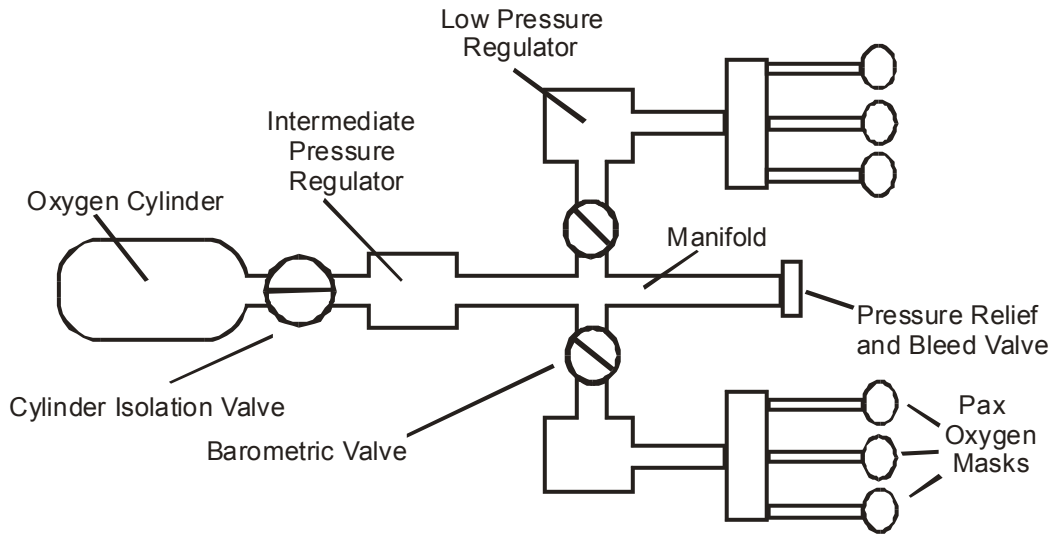 Low Pressure
Regulator
Intermediate
Pressure
Regulator
Oxygen Cylinder
Manifold
Pressure Relief
and Bleed Valve
Cylinder Isolation Valve
Barometric Valve
Pax
Oxygen
Masks